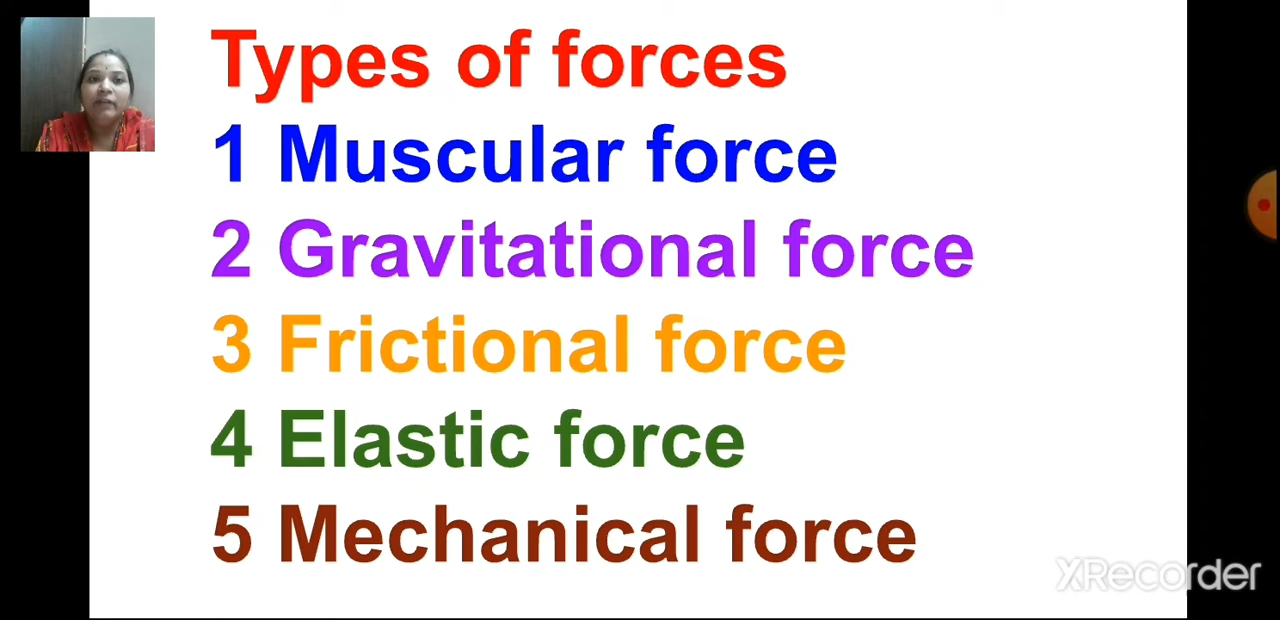 Types of forces
1 Muscular force
2 Gravitational force
3 Frictional force
4 Elastic force
5 Mechanical force
XRecorder